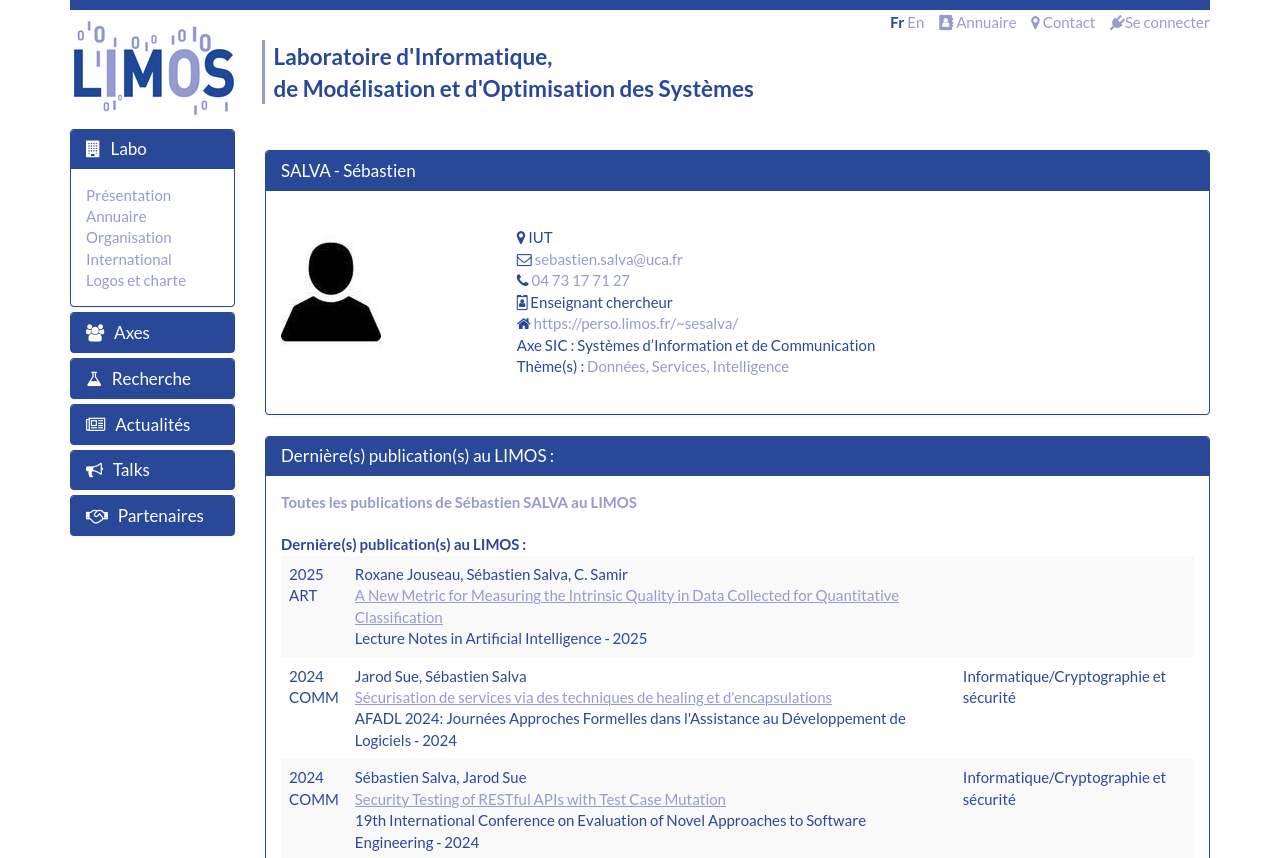 Fr En Annuaire Contact Se connecter
LIMOS
Laboratoire d'Informatique,
de Modélisation et d'Optimisation des Systèmes
Labo
Présentation
Annuaire
Organisation
International
Logos et charte
Axes
Recherche
Actualités
Talks
Partenaires
SALVA - Sébastien
IUT
sebastien.salva@uca.fr
04 73 17 71 27
Enseignant chercheur
https://perso.limos.fr/~sesalva/
Axe SIC : Systèmes d’Information et de Communication
Thème(s) : Données, Services, Intelligence
Dernière(s) publication(s) au LIMOS :
Toutes les publications de Sébastien SALVA au LIMOS
Dernière(s) publication(s) au LIMOS :
2025 Roxane Jouseau, Sébastien Salva, C. Samir
ART A New Metric for Measuring the Intrinsic Quality in Data Collected for Quantitative
Classification
Lecture Notes in Artificial Intelligence - 2025
2024 Jarod Sue, Sébastien Salva Informatique/Cryptographie et
COMM Sécurisation de services via des techniques de healing et d'encapsulations sécurité
AFADL 2024: Journées Approches Formelles dans l'Assistance au Développement de
Logiciels - 2024
2024 Sébastien Salva, Jarod Sue Informatique/Cryptographie et
COMM Security Testing of RESTful APIs with Test Case Mutation sécurité
19th International Conference on Evaluation of Novel Approaches to Software
Engineering - 2024